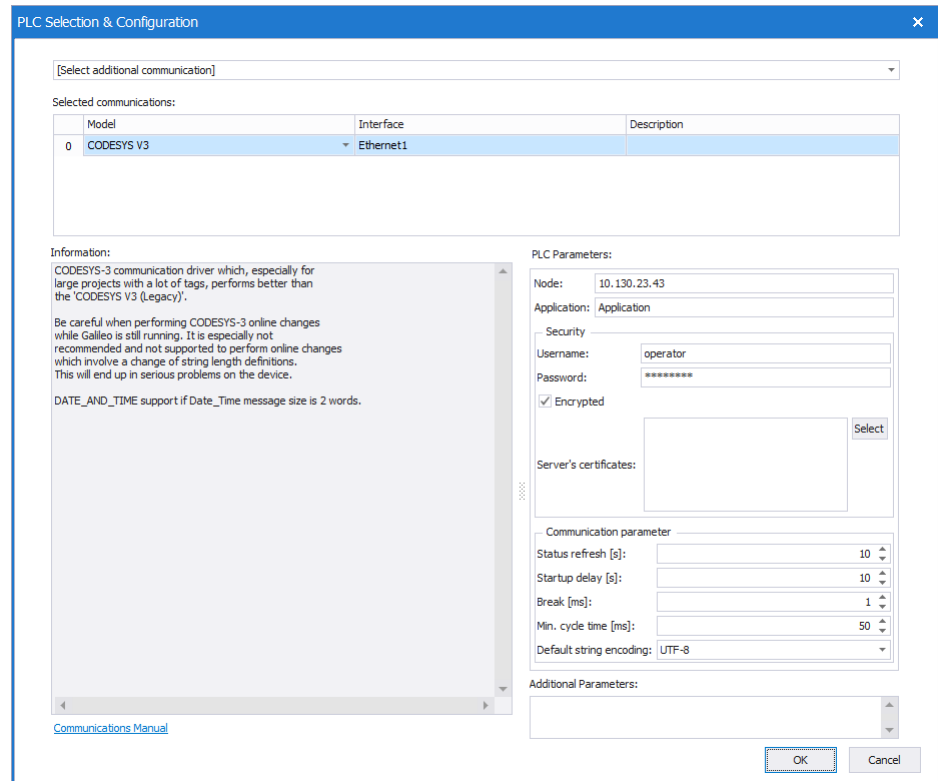 PLC Selection & Configuration
[Select additional communication]
Selected communications:
Model Interface Description
0 CODESYS V3 Ethernet1
Information:
CODESYS-3 communication driver which, especially for
large projects with a lot of tags, performs better than
the 'CODESYS V3 (Legacy)'.
Be careful when performing CODESYS-3 online changes
while Galileo is still running. It is especially not
recommended and not supported to perform online changes
which involve a change of string length definitions.
This will end up in serious problems on the device.
DATE_AND_TIME support if Date_Time message size is 2 words.
Communications Manual
PLC Parameters:
Node: 10.130.23.43
Application: Application
Security
Username: operator
Password: ********
Encrypted
Select
Server's certificates:
Communication parameter
Status refresh [s]: 10
Startup delay [s]: 10
Break [ms]: 1
Min. cycle time [ms]: 50
Default string encoding: UTF-8
Additional Parameters:
OK Cancel